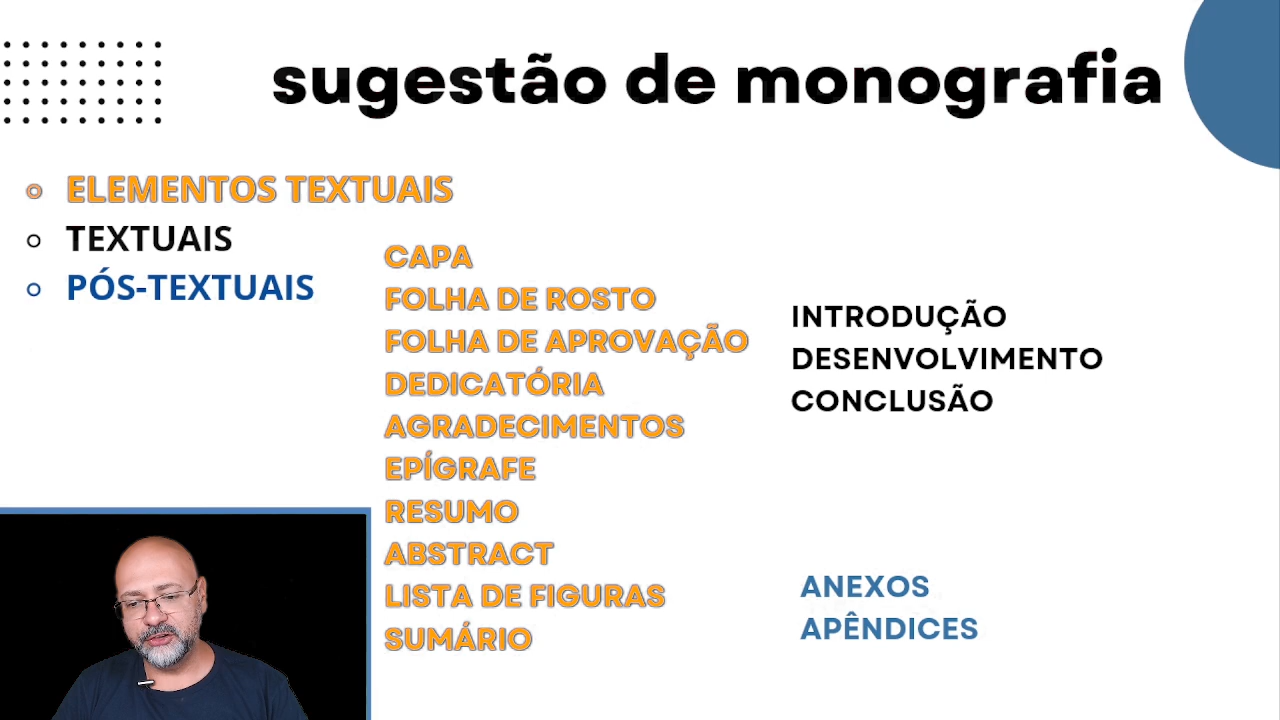 sugestão de monografia
ELEMENTOS TEXTUAIS
TEXTUAIS
PÓS-TEXTUAIS
CAPA
FOLHA DE ROSTO
FOLHA DE APROVAÇÃO
DEDICATÓRIA
AGRADECIMENTOS
EPÍGRAFE
RESUMO
ABSTRACT
LISTA DE FIGURAS
SUMÁRIO
INTRODUÇÃO
DESENVOLVIMENTO
CONCLUSÃO
ANEXOS
APÊNDICES